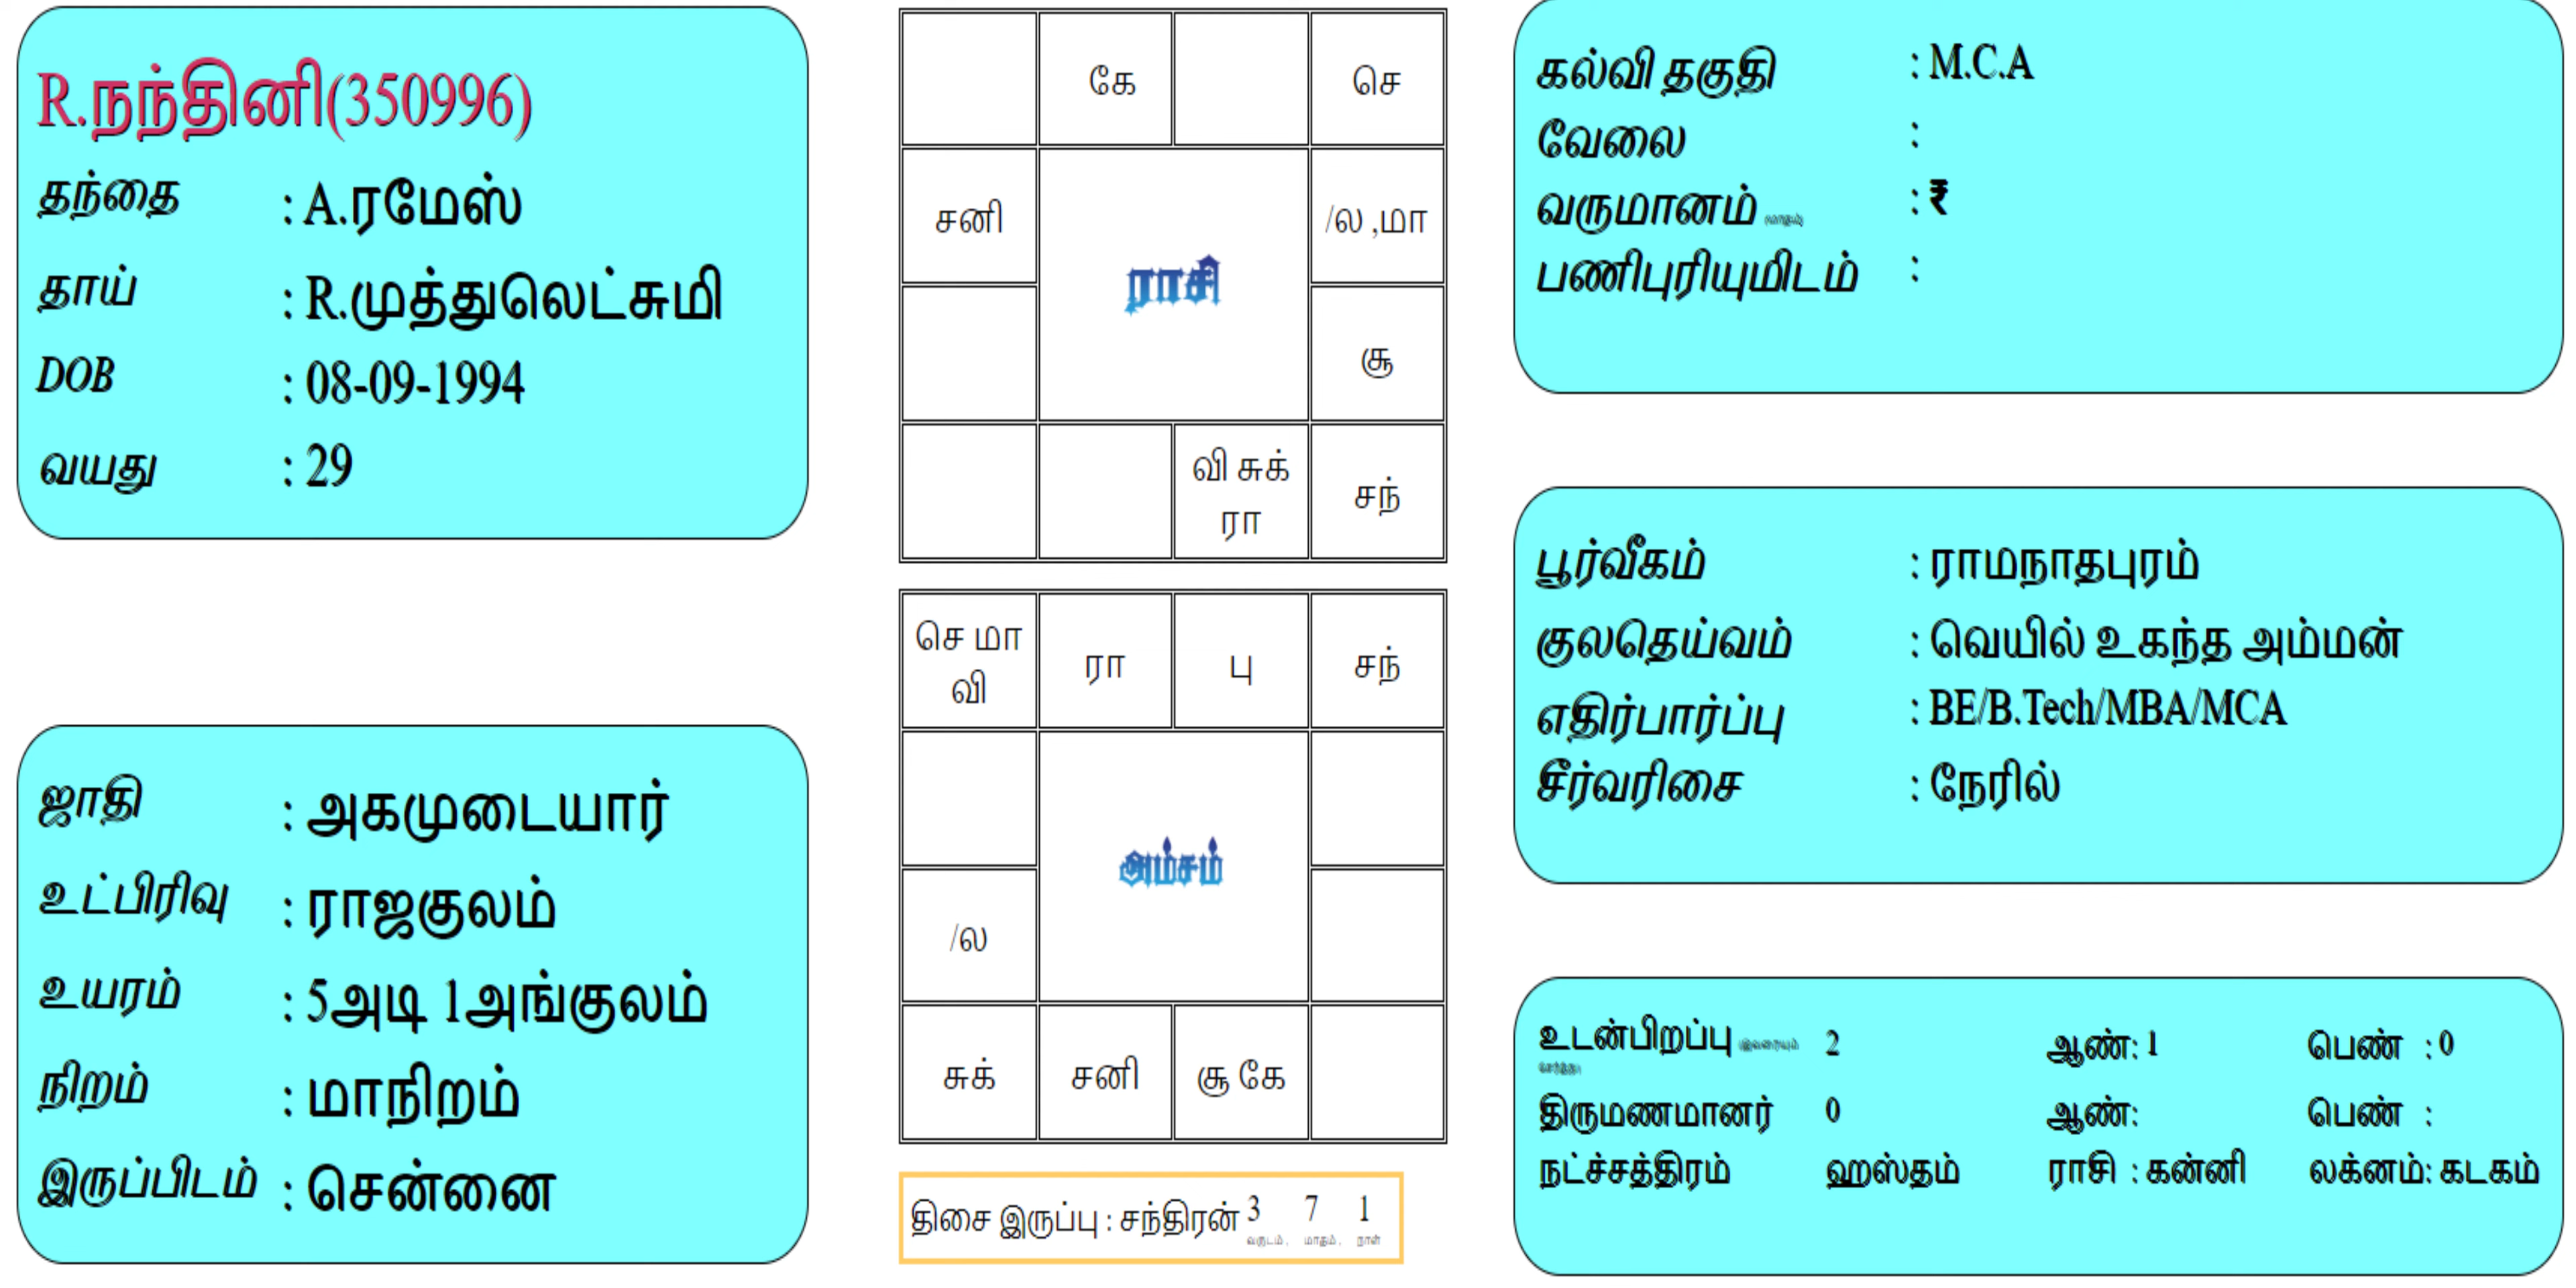 R.நந்தினி(350996)
தந்தை : A.ரமேஸ்
தாய் : R.முத்துலெட்சுமி
DOB : 08-09-1994
வயது : 29
ஜாதி : அகமுடையார்
உட்பிரிவு : ராஜகுலம்
உயரம் : 5அடி 1அங்குலம்
நிறம் : மாநிறம்
இருப்பிடம் : சென்னை
கே செ
சனி /ல ,மா
ராசி
சூ
வி சுக்
ரா
சந்
செ மா
வி
ரா பு சந்
அம்சம்
/ல
சுக் சனி சூ கே
திசை இருப்பு : சந்திரன் 3 7 1
வருடம் , மாதம் , நாள்
கல்வி தகுதி : M.C.A
வேலை :
வருமானம் : ₹
பணிபுரியுமிடம் :
பூர்வீகம் : ராமநாதபுரம்
குலதெய்வம் : வெயில் உகந்த அம்மன்
எதிர்பார்ப்பு : BE/B.Tech/MBA/MCA
சீர்வரிசை : நேரில்
உடன்பிறப்பு 2 ஆண்: 1 பெண் : 0
திருமணமானர் 0 ஆண்: பெண் :
நட்ச்சத்திரம் ஹஸ்தம் ராசி : கன்னி லக்னம்: கடகம்